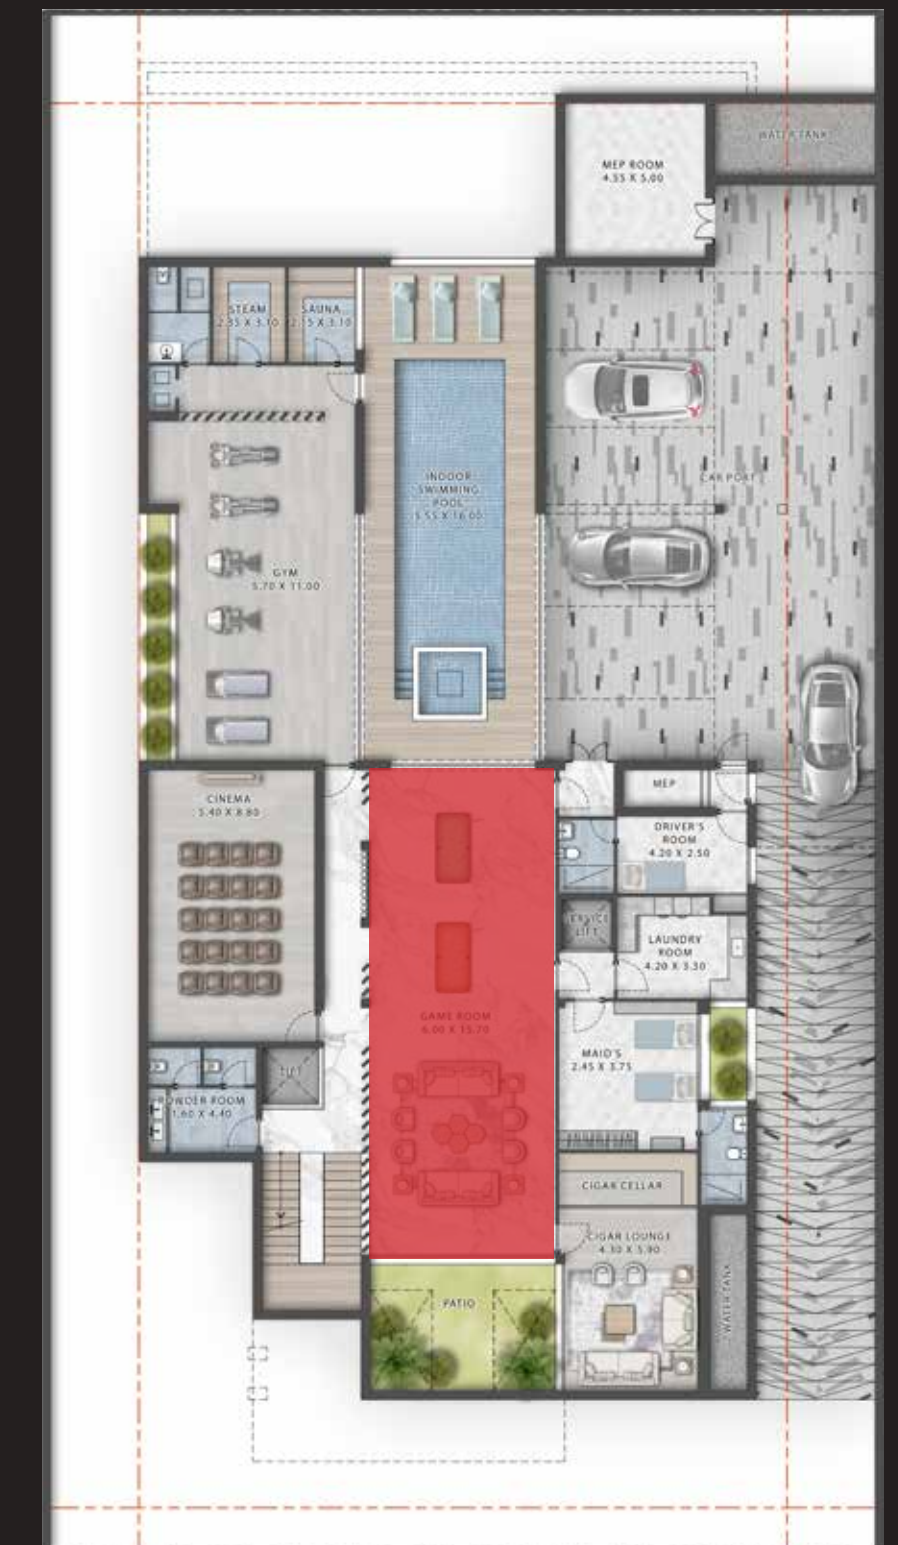 WATER TANK
MEP ROOM
4.55 X 5.00
STEAM
2.35 X 3.10
SAUNA
X 3.10
INDOOR
SWIMMING
POOL
5.55 X 16.00
CAR PORT
GYM
5.70 X 11.00
CINEMA
5.40 X 8.80
MEP
DRIVER'S
ROOM
4.20 X 2.50
SERVICE
LIFT
LAUNDRY
ROOM
4.20 X 3.30
GAME ROOM
6.00 X 15.70
MAID'S
2.45 X 3.75
LIFT
POWDER ROOM
1.60 X 4.40
CIGAR CELLAR
CIGAR LOUNGE
4.30 X 5.90
PATIO
WATER TANK